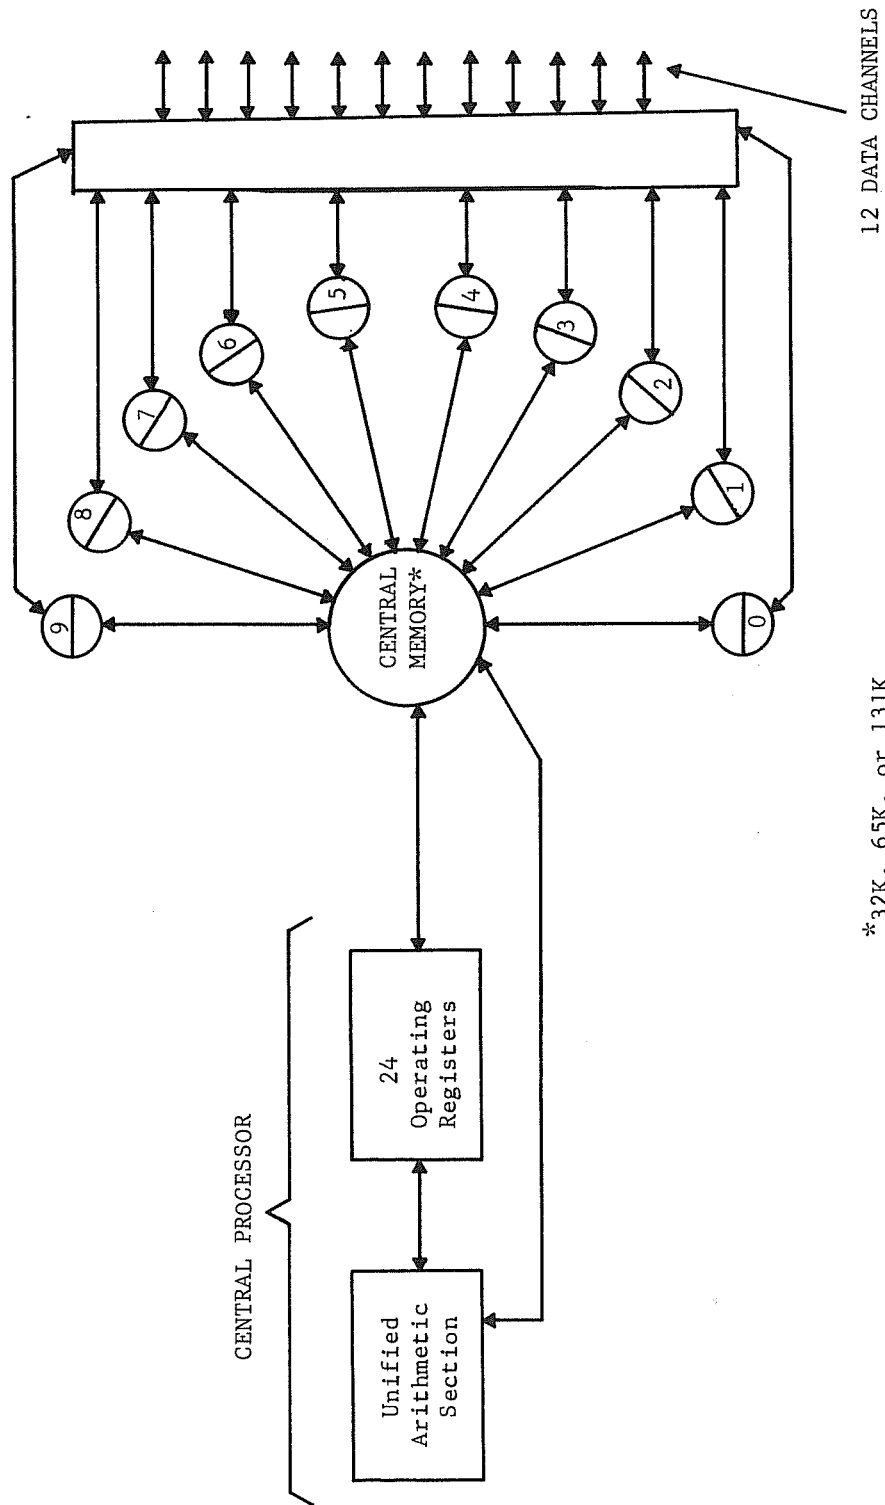 CENTRAL PROCESSOR
Unified
Arithmetic
Section
24
Operating
Registers
CENTRAL
MEMORY*
9
8
7
6
5
4
3
2
1
0
12 DATA CHANNELS
*32K, 65K, or 131K